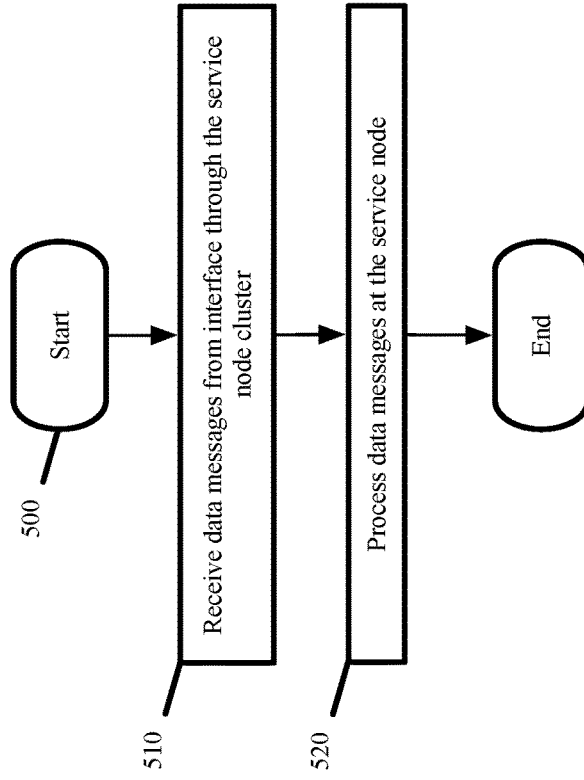 Start
500
Receive data messages from interface through the service
node cluster
510
Process data messages at the service node
520
End